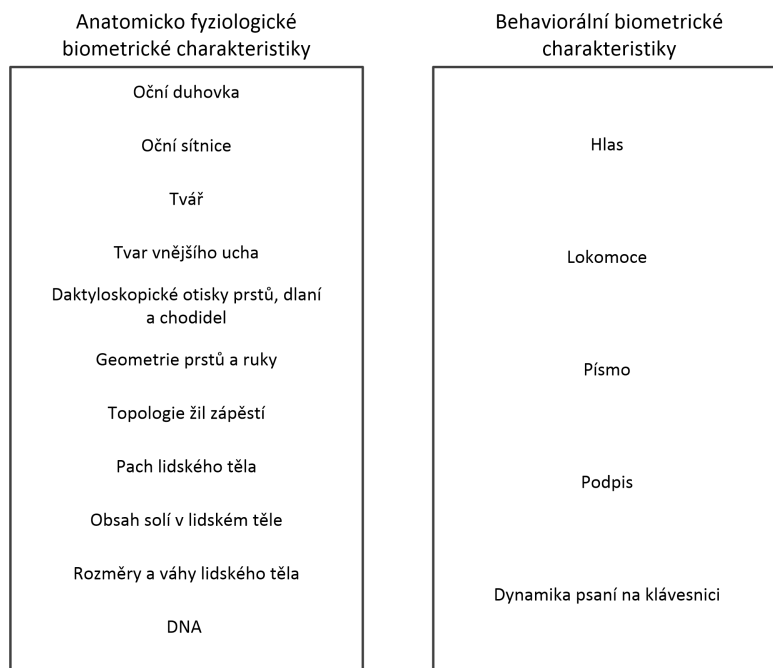 Anatomicko fyziologické
biometrické charakteristiky
Oční duhovka
Oční sítnice
Tvář
Tvar vnějšího ucha
Daktyloskopické otisky prstů, dlaní
a chodidel
Geometrie prstů a ruky
Topologie žil zápěstí
Pach lidského těla
Obsah solí v lidském těle
Rozměry a váhy lidského těla
DNA
Behaviorální biometrické
charakteristiky
Hlas
Lokomoce
Písmo
Podpis
Dynamika psaní na klávesnici